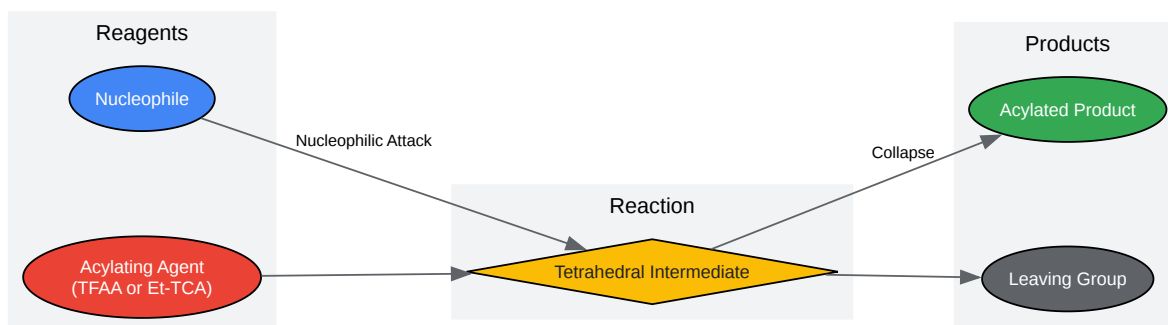 Reagents
Nucleophile
Acylating Agent
(TFAA or Et-TCA)
Nucleophilic Attack
Reaction
Tetrahedral Intermediate
Collapse
Products
Acylated Product
Leaving Group